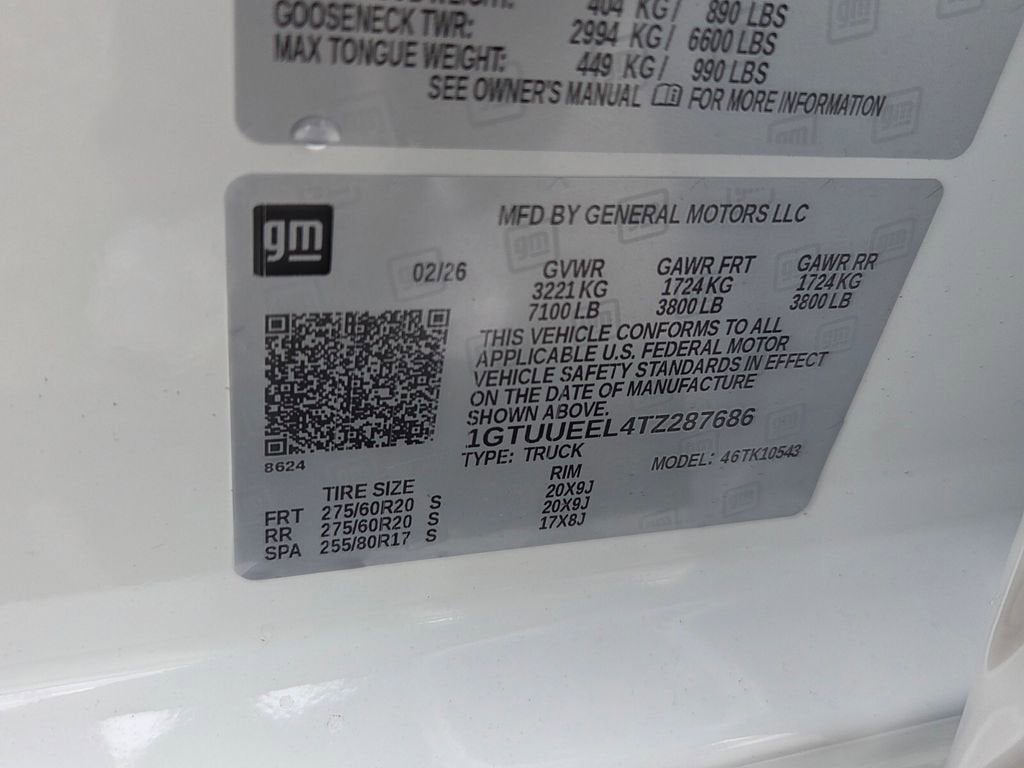 404 KG/ 890 LBS
GOOSENECK TWR: 2994 KG/ 6600 LBS
MAX TONGUE WEIGHT: 449 KG/ 990 LBS
SEE OWNER'S MANUAL FOR MORE INFORMATION
gm
MFD BY GENERAL MOTORS LLC
02/26 GVWR GAWR FRT GAWR RR
3221 KG 1724 KG 1724 KG
7100 LB 3800 LB 3800 LB
THIS VEHICLE CONFORMS TO ALL
APPLICABLE U.S. FEDERAL MOTOR
VEHICLE SAFETY STANDARDS IN EFFECT
ON THE DATE OF MANUFACTURE
SHOWN ABOVE.
1GTUUEEL4TZ287686
8624
TYPE: TRUCK MODEL: 46TK10543
TIRE SIZE RIM
FRT 275/60R20 S 20X9J
RR 275/60R20 S 20X9J
SPA 255/80R17 S 17X8J